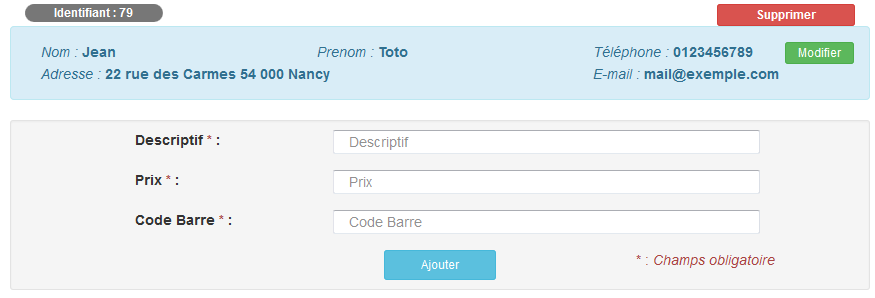 Identifiant : 79
Supprimer
Nom : Jean Prenom : Toto Téléphone : 0123456789 Modifier
Adresse : 22 rue des Carmes 54 000 Nancy E-mail : mail@exemple.com
Descriptif * : Descriptif
Prix * : Prix
Code Barre * : Code Barre
Ajouter
* : Champs obligatoire